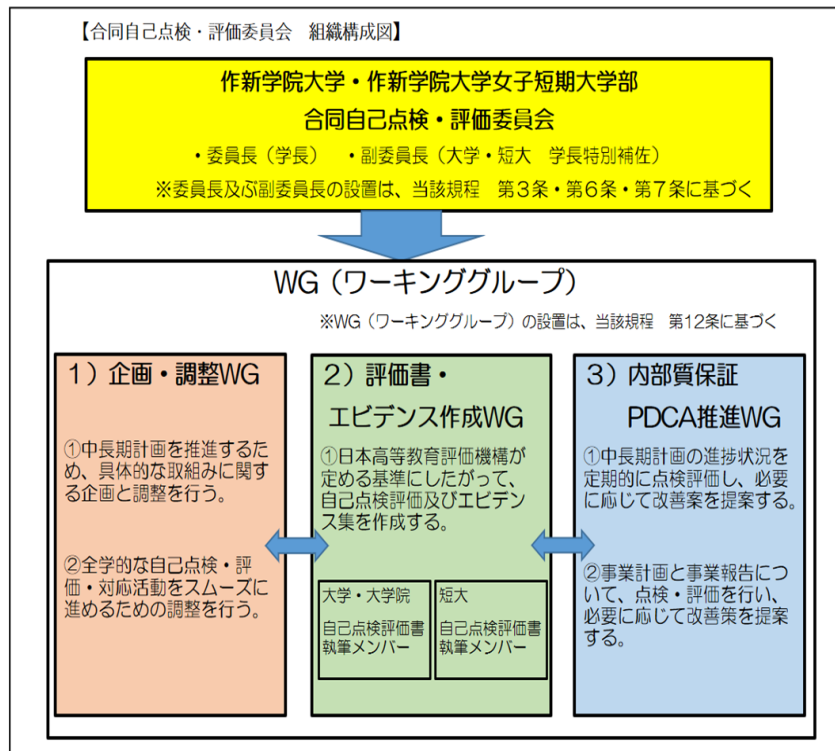 【合同自己点検・評価委員会　組織構成図】
作新学院大学・作新学院大学女子短期大学部
合同自己点検・評価委員会
・委員長（学長）　・副委員長（大学・短大　学長特別補佐）
※委員長及ぶ副委員長の設置は、当該規程　第３条・第６条・第７条に基づく
WG（ワーキンググループ）
※WG（ワーキンググループ）の設置は、当該規程　第12条に基づく
１）企画・調整WG
①中長期計画を推進するた
め、具体的な取組みに関す
る企画と調整を行う。
②全学的な自己点検・評
価・対応活動をスムーズに
進めるための調整を行う。
２）評価書・
エビデンス作成WG
①日本高等教育評価機構が
定める基準にしたがって、
自己点検評価及びエビデン
ス集を作成する。
大学・大学院
自己点検評価書
執筆メンバー
短大
自己点検評価書
執筆メンバー
３）内部質保証
PDCA推進WG
①中長期計画の進捗状況を
定期的に点検評価し、必要
に応じて改善案を提案する。
②事業計画と事業報告につ
いて、点検・評価を行い、
必要に応じて改善策を提案
する。